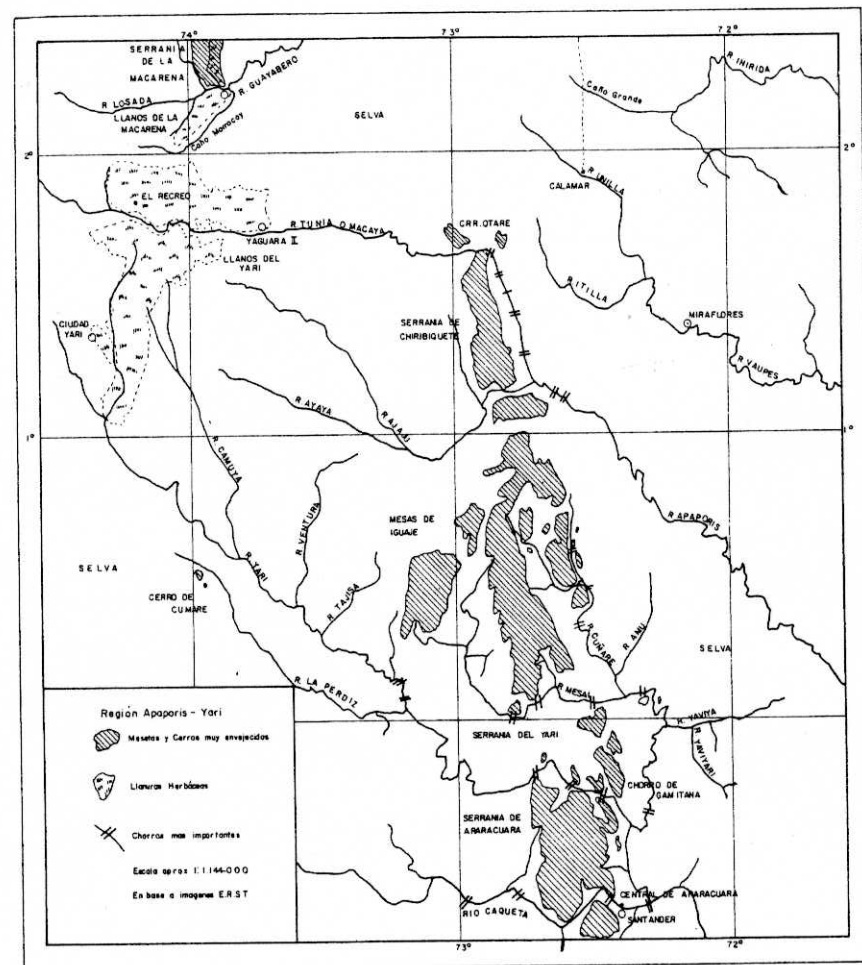 74°
73°
72°
SERRANIA
DE LA
MACARENA
R. GUAYABERO
R. LOSADA
LLANOS DE LA
MACARENA
Caño Morrocoy
SELVA
Caño Grande
R. INIRIDA
2°
2°
EL RECREO
CALAMAR
R. INILLA
R. TUNIA O MACAYA
YAGUARA II
CRR. OTARE
LLANOS DEL
YARI
R. ITILLA
CIUDAD
YARI
SERRANIA DE
CHIRIBIQUETE
MIRAFLORES
R. VAUPES
R. AYAYA
R. AJAJU
1°
1°
R. CAMUYA
R. VENTURA
MESAS DE
IGUAJE
R. APAPORIS
SELVA
R. YARI
CERRO DE
CUMARE
R. TAJISA
R. CUÑARE
R. AMU
SELVA
R. LA PERDIZ
R. MESAI
R. YAVIYA
R. YAVIYARI
SERRANIA DEL YARI
Región Apaporis - Yari
Mesetas y Cerros muy envejecidos
Llanuras Herbáceas
Chorros mas importantes
Escala aprox 1:1.144.000
En base a imagenes E.R.S.T
CHORRO DE
GAMITANA
SERRANIA DE
ARARACUARA
CENTRAL DE ARARACUARA
RIO CAQUETA
SANTANDER
73°
72°